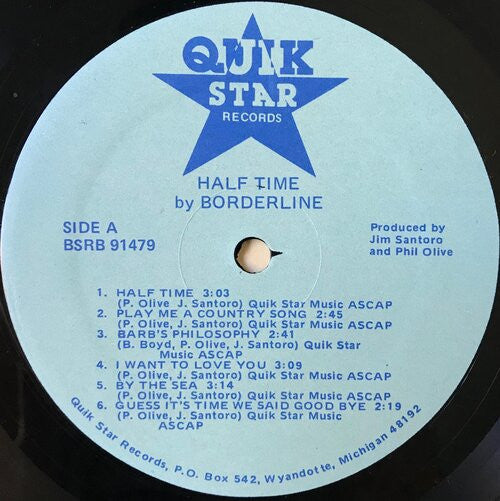 QUIK
STAR
RECORDS
HALF TIME
by BORDERLINE
SIDE A
BSRB 91479
Produced by
Jim Santoro
and Phil Olive
1. HALF TIME 3:03
(P. Olive, J. Santoro) Quik Star Music ASCAP
2. PLAY ME A COUNTRY SONG 2:45
(P. Olive, J. Santoro) Quik Star Music ASCAP
3. BARB'S PHILOSOPHY 2:41
(B. Boyd, P. Olive, J. Santoro) Quik Star
Music ASCAP
4. I WANT TO LOVE YOU 3:09
(P. Olive, J. Santoro) Quik Star Music ASCAP
5. BY THE SEA 3:14
(P. Olive, J. Santoro) Quik Star Music ASCAP
6. GUESS IT'S TIME WE SAID GOOD BYE 2:19
(P. Olive, J. Santoro) Quik Star Music
ASCAP
Quik Star Records, P.O. Box 542, Wyandotte, Michigan 48192